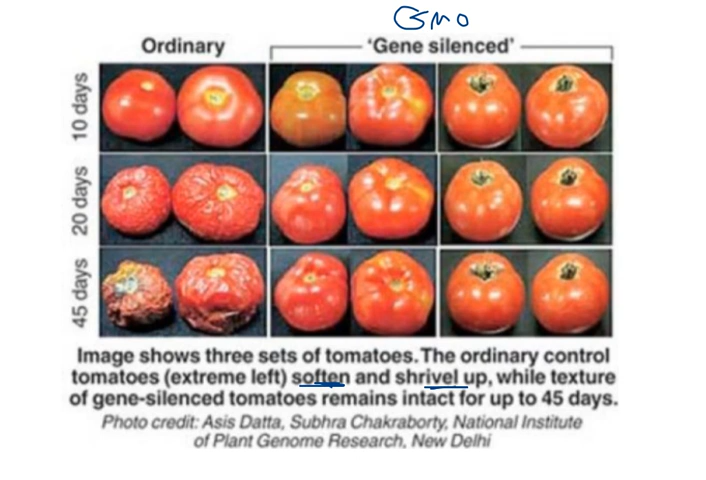 GMO
Ordinary
'Gene silenced'
10 days
20 days
45 days
Image shows three sets of tomatoes. The ordinary control
tomatoes (extreme left) soften and shrivel up, while texture
of gene-silenced tomatoes remains intact for up to 45 days.
Photo credit: Asis Datta, Subhra Chakraborty, National Institute
of Plant Genome Research, New Delhi